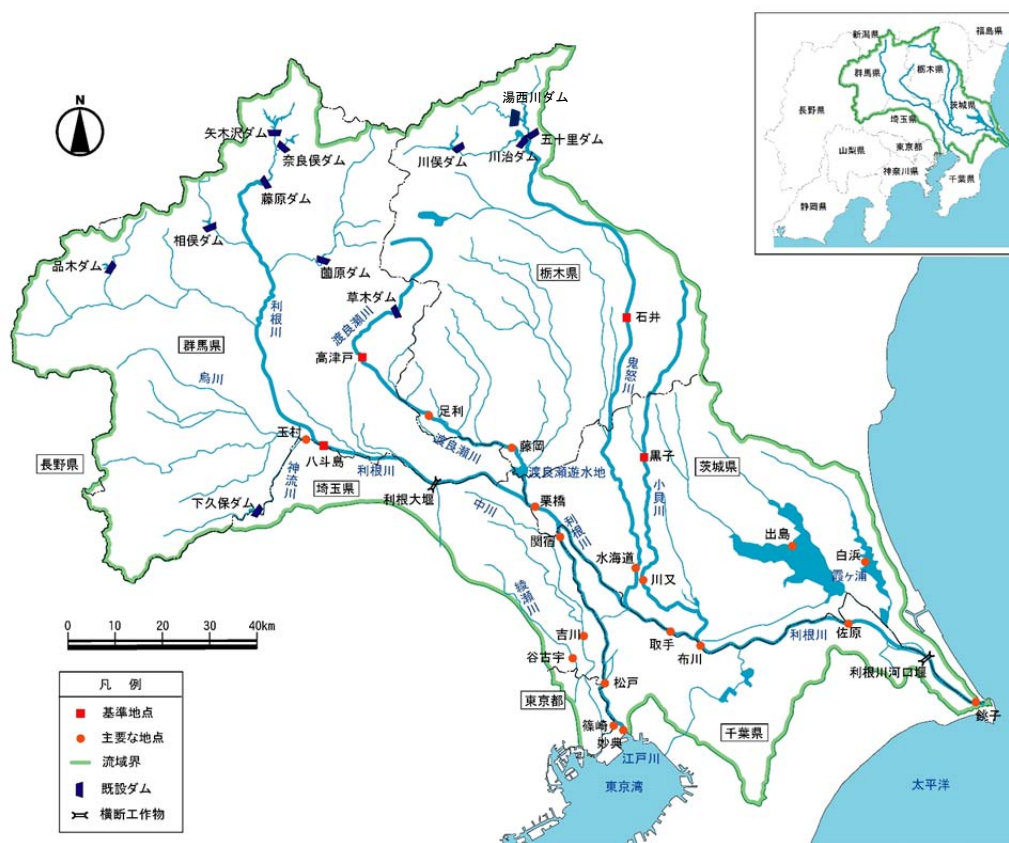 新潟県
福島県
群馬県
栃木県
長野県
茨城県
埼玉県
山梨県
東京都
神奈川県
千葉県
静岡県
N
湯西川ダム
矢木沢ダム
五十里ダム
奈良俣ダム
川俣ダム
川治ダム
藤原ダム
相俣ダム
品木ダム
薗原ダム
栃木県
草木ダム
利根川
渡良瀬川
石井
群馬県
高津戸
鬼怒川
烏川
足利
玉村
渡良瀬川
藤岡
黒子
茨城県
長野県
八斗島
利根川
神流川
埼玉県
渡良瀬遊水地
小貝川
下久保ダム
利根大堰
栗橋
中川
利根川
関宿
出島
水海道
白浜
川又
霞ヶ浦
綾瀬川
0 10 20 40km
吉川
取手
利根川
佐原
谷古宇
布川
利根川河口堰
凡例
松戸
東京都
基準地点
銚子
主要な地点
篠崎
千葉県
妙典
流域界
江戸川
既設ダム
東京湾
太平洋
横断工作物